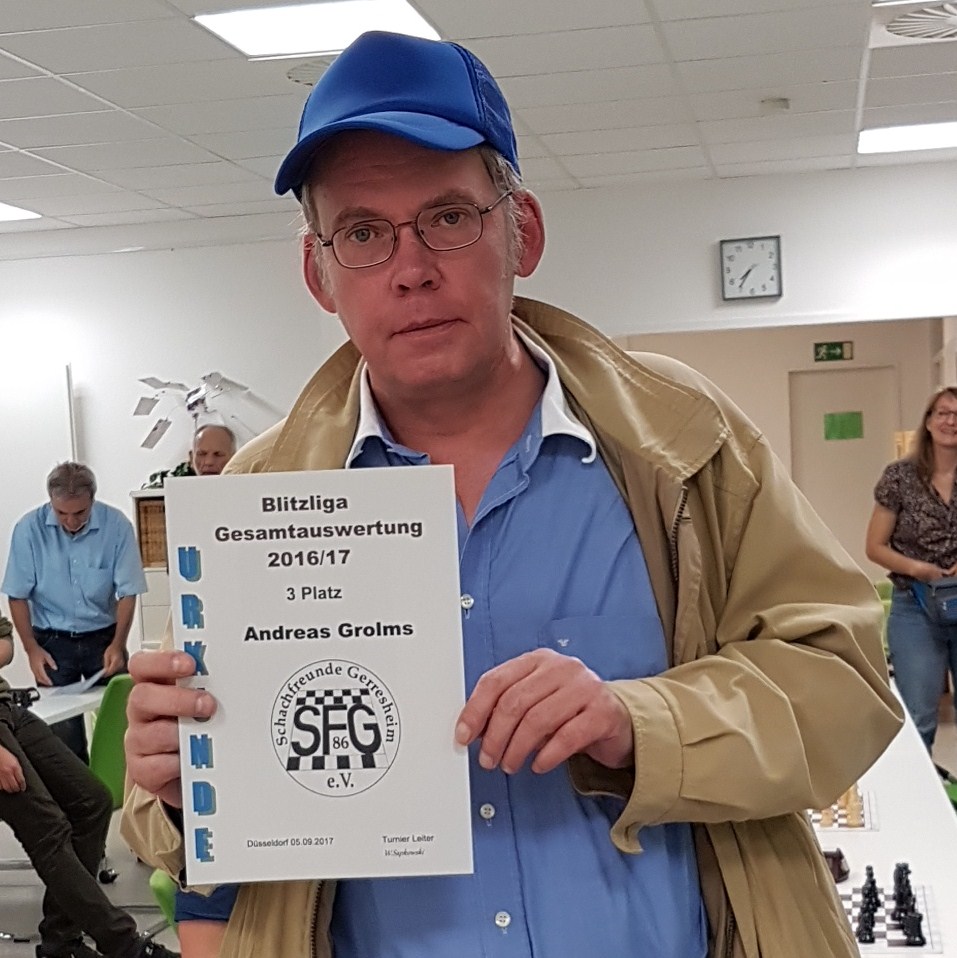 Blitzliga
Gesamtauswertung
2016/17
3 Platz
Andreas Grolms
URKUNDE
Schachfreunde Gerresheim
SFG
86
e.V.
Düsseldorf 05.09.2017
Turnier Leiter
W.Sapkowski